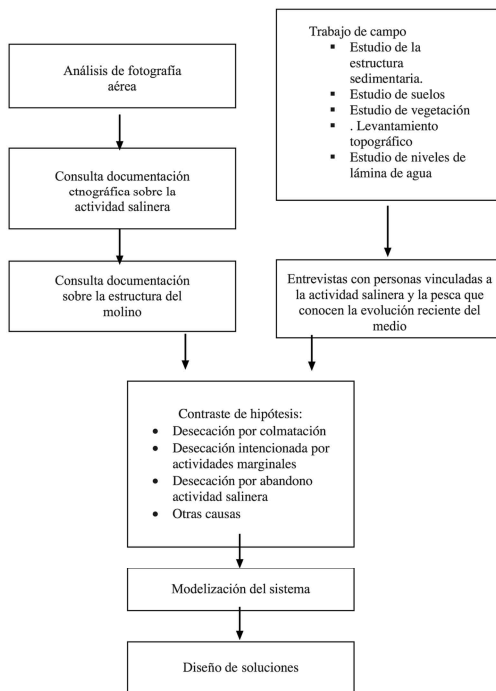 Análisis de fotografía
aérea
Consulta documentación
etnográfica sobre la
actividad salinera
Consulta documentación
sobre la estructura del
molino
Trabajo de campo
▪ Estudio de la
estructura
sedimentaria.
▪ Estudio de suelos
▪ Estudio de vegetación
▪ . Levantamiento
topográfico
▪ Estudio de niveles de
lámina de agua
Entrevistas con personas vinculadas a
la actividad salinera y la pesca que
conocen la evolución reciente del
medio
Contraste de hipótesis:
● Desecación por colmatación
● Desecación intencionada por
actividades marginales
● Desecación por abandono
actividad salinera
● Otras causas
Modelización del sistema
Diseño de soluciones